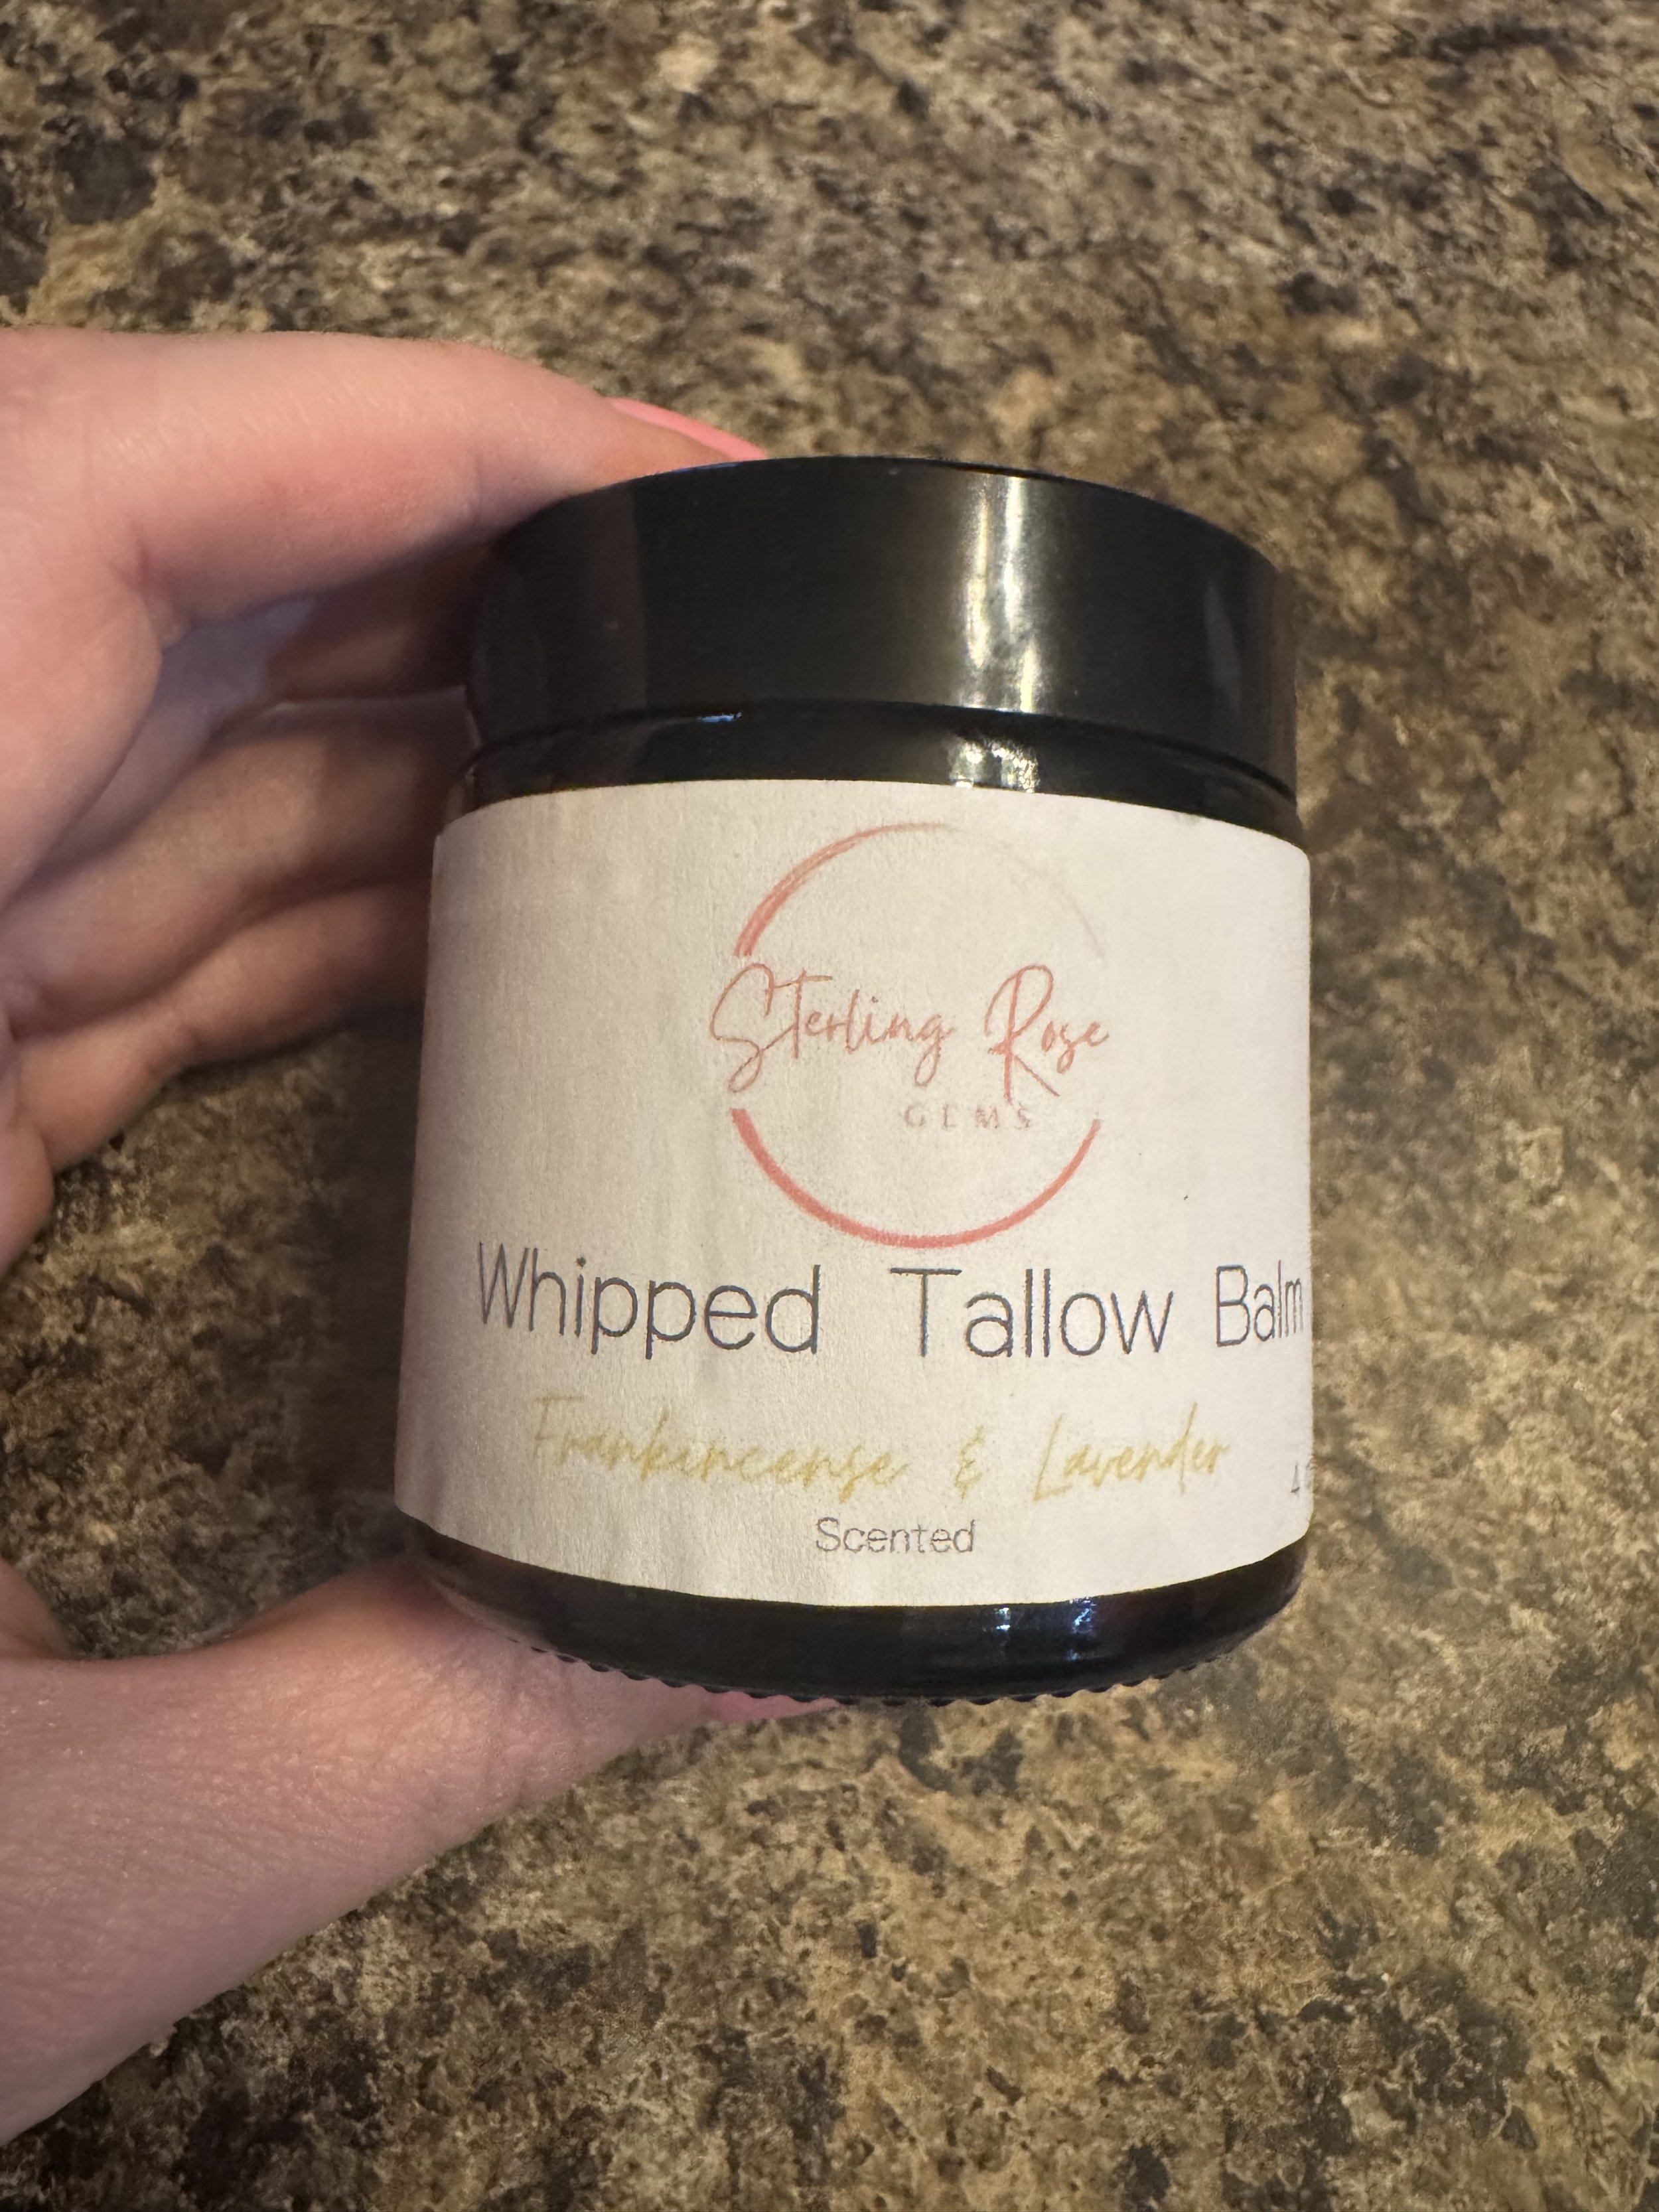 Sterling Rose
GEMS
Whipped Tallow Balm
Frankincense & Lavender
Scented